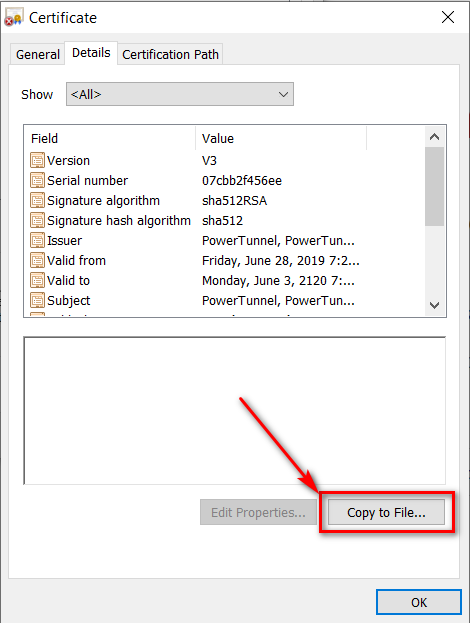 Certificate
General Details Certification Path
Show <All>
Field Value
Version V3
Serial number 07cbb2f456ee
Signature algorithm sha512RSA
Signature hash algorithm sha512
Issuer PowerTunnel, PowerTun...
Valid from Friday, June 28, 2019 7:2...
Valid to Monday, June 3, 2120 7:...
Subject PowerTunnel, PowerTun...
Edit Properties... Copy to File...
OK